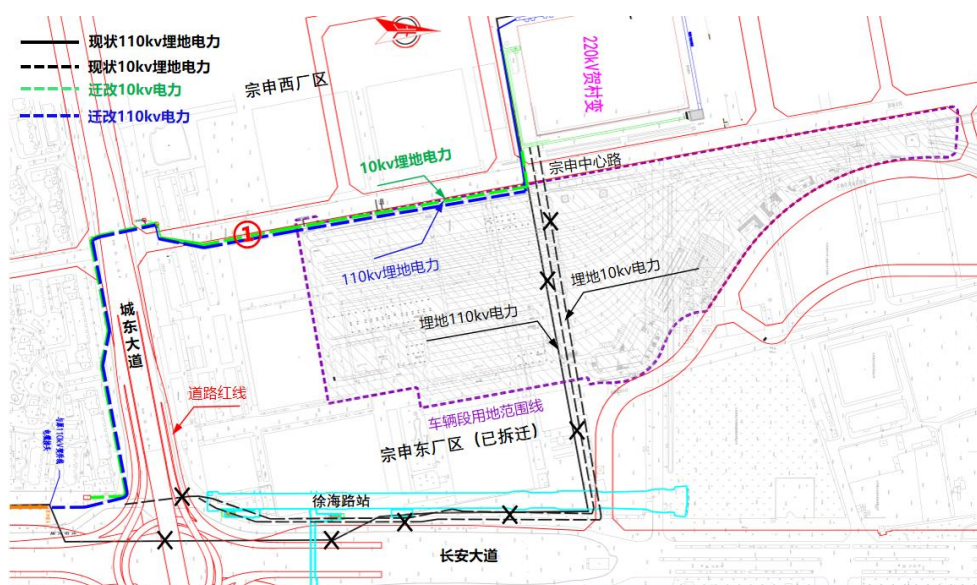 现状110kv埋地电力
现状10kv埋地电力
迁改10kv电力
迁改110kv电力
宗申西厂区
220kV贺村变
10kv埋地电力
宗申中心路
①
110kv埋地电力
埋地10kv电力
埋地110kv电力
城东大道
道路红线
车辆段用地范围线
宗申东厂区（已拆迁）
徐海路站
长安大道